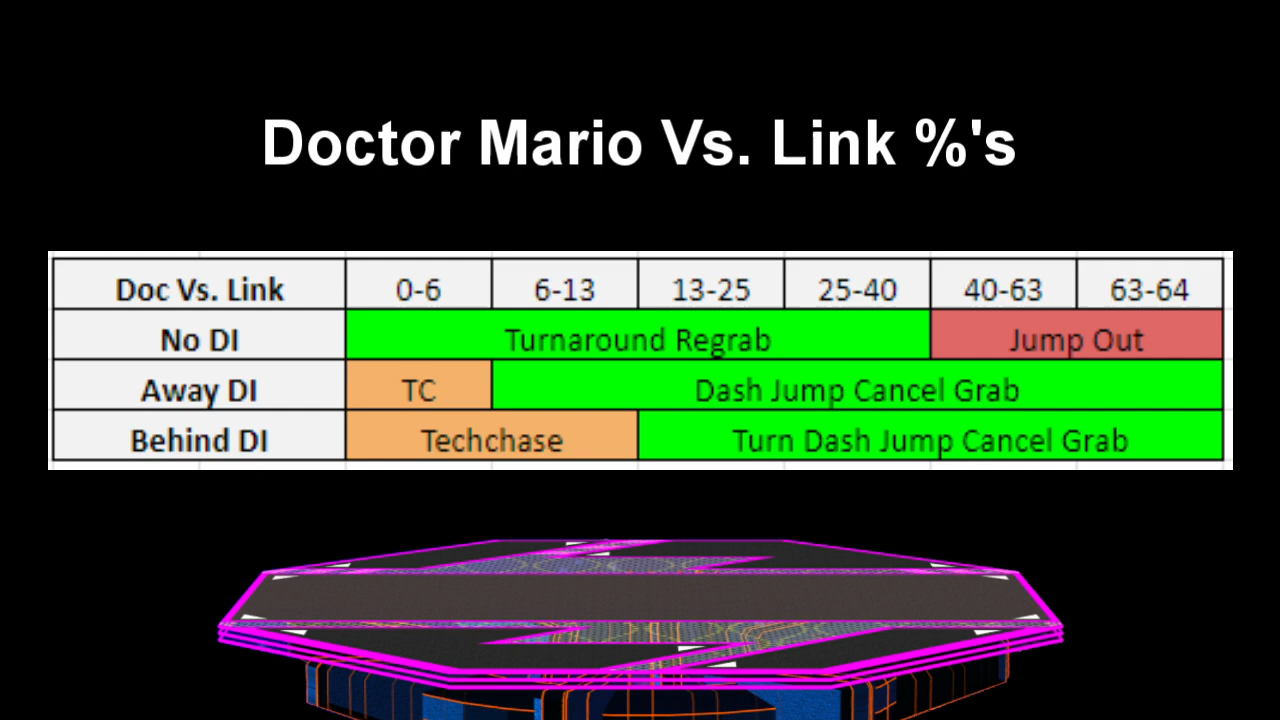 Doctor Mario Vs. Link %'s
Doc Vs. Link 0-6 6-13 13-25 25-40 40-63 63-64
No DI Turnaround Regrab Jump Out
Away DI TC Dash Jump Cancel Grab
Behind DI Techchase Turn Dash Jump Cancel Grab